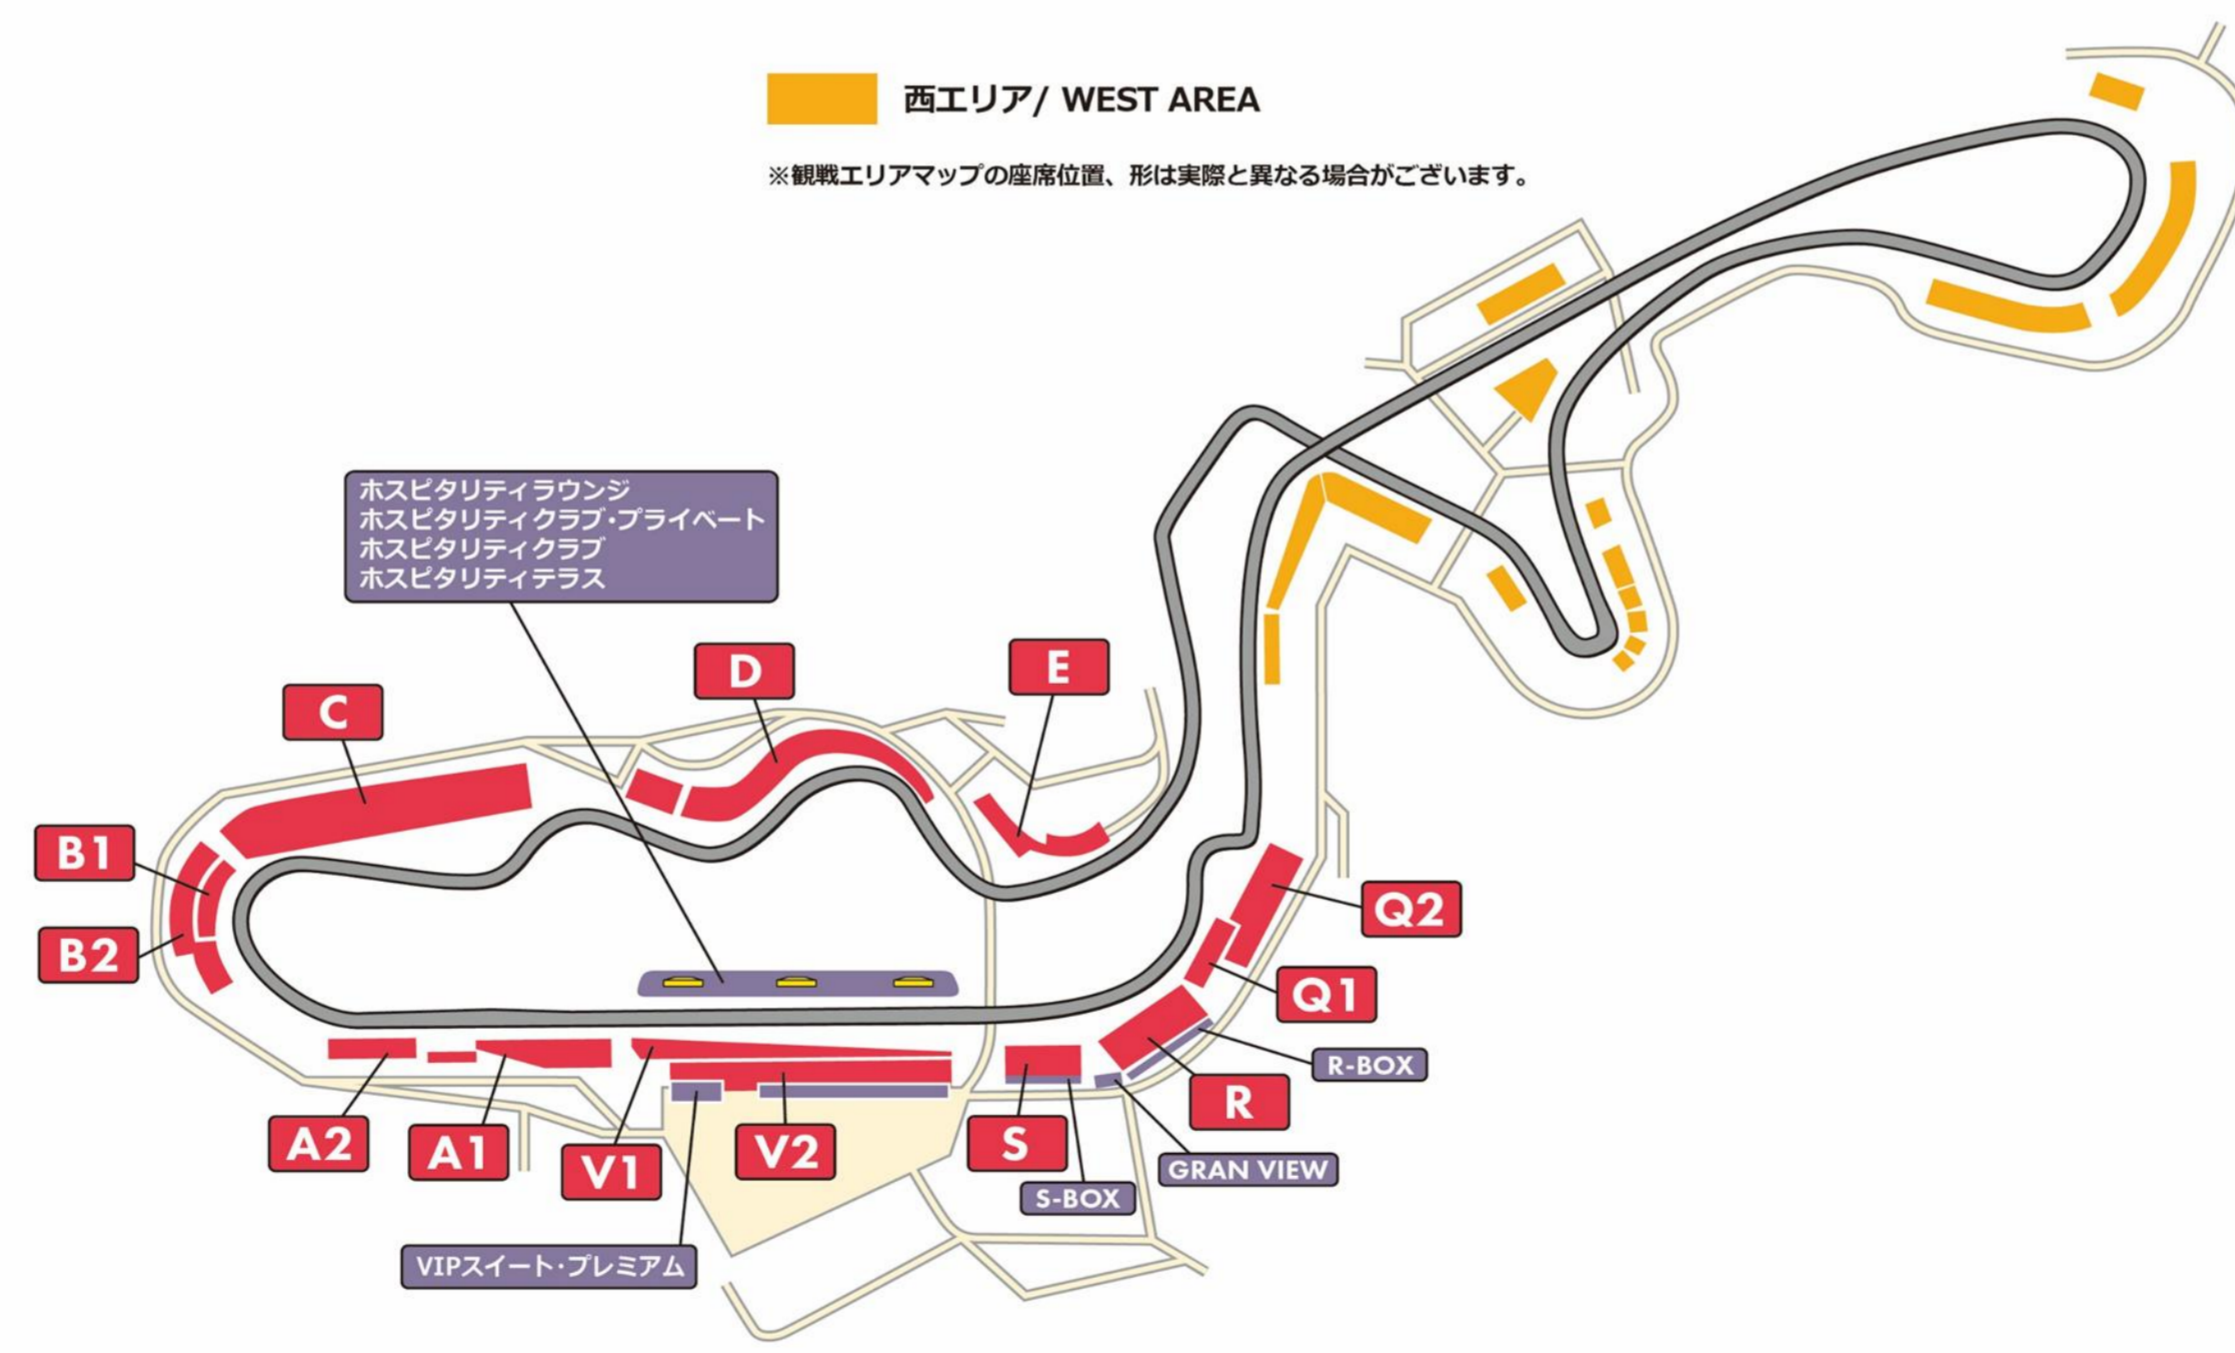 西エリア/ WEST AREA
※観戦エリアマップの座席位置、形は実際と異なる場合がございます。
ホスピタリティラウンジ
ホスピタリティクラブ・プライベート
ホスピタリティクラブ
ホスピタリティテラス
D
E
C
B1
B2
Q2
Q1
R-BOX
R
A2
A1
V1
V2
S
GRAN VIEW
S-BOX
VIPスイート・プレミアム